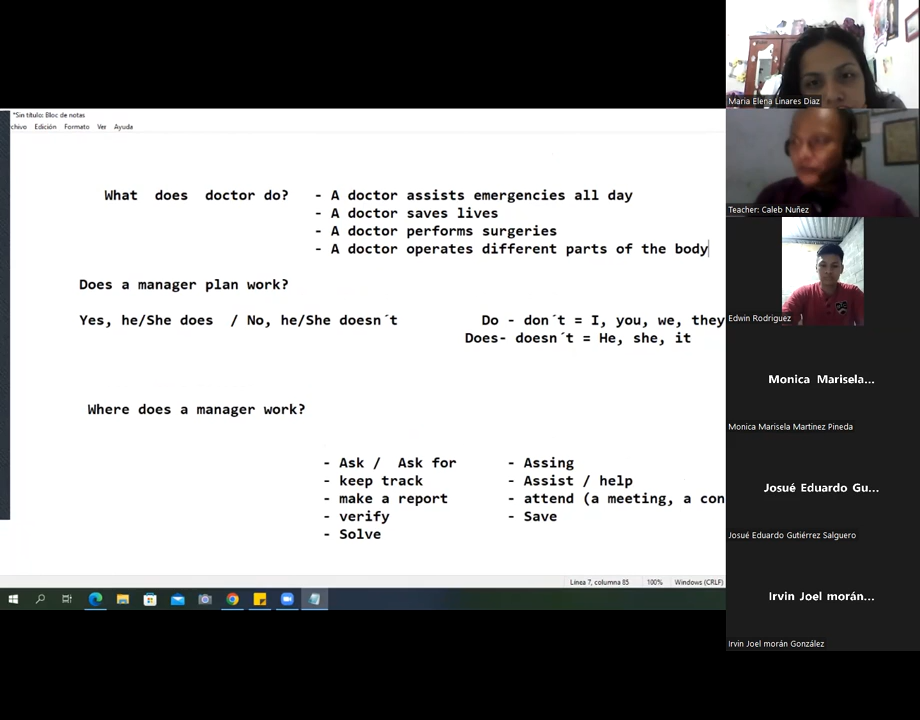 *Sin título: Bloc de notas
chivo Edición Formato Ver Ayuda
What does doctor do? - A doctor assists emergencies all day
- A doctor saves lives
- A doctor performs surgeries
- A doctor operates different parts of the body
Does a manager plan work?
Yes, he/She does / No, he/She doesn´t Do - don´t = I, you, we, they
Does- doesn´t = He, she, it
Where does a manager work?
- Ask / Ask for - Assing
- keep track - Assist / help
- make a report - attend (a meeting, a con
- verify - Save
- Solve
Línea 7, columna 85 100% Windows (CRLF)
Maria Elena Linares Diaz
Teacher: Caleb Nuñez
Edwin Rodriguez
Monica Marisela...
Monica Marisela Martinez Pineda
Josué Eduardo Gu...
Josué Eduardo Gutiérrez Salguero
Irvin Joel morán...
Irvin Joel morán González